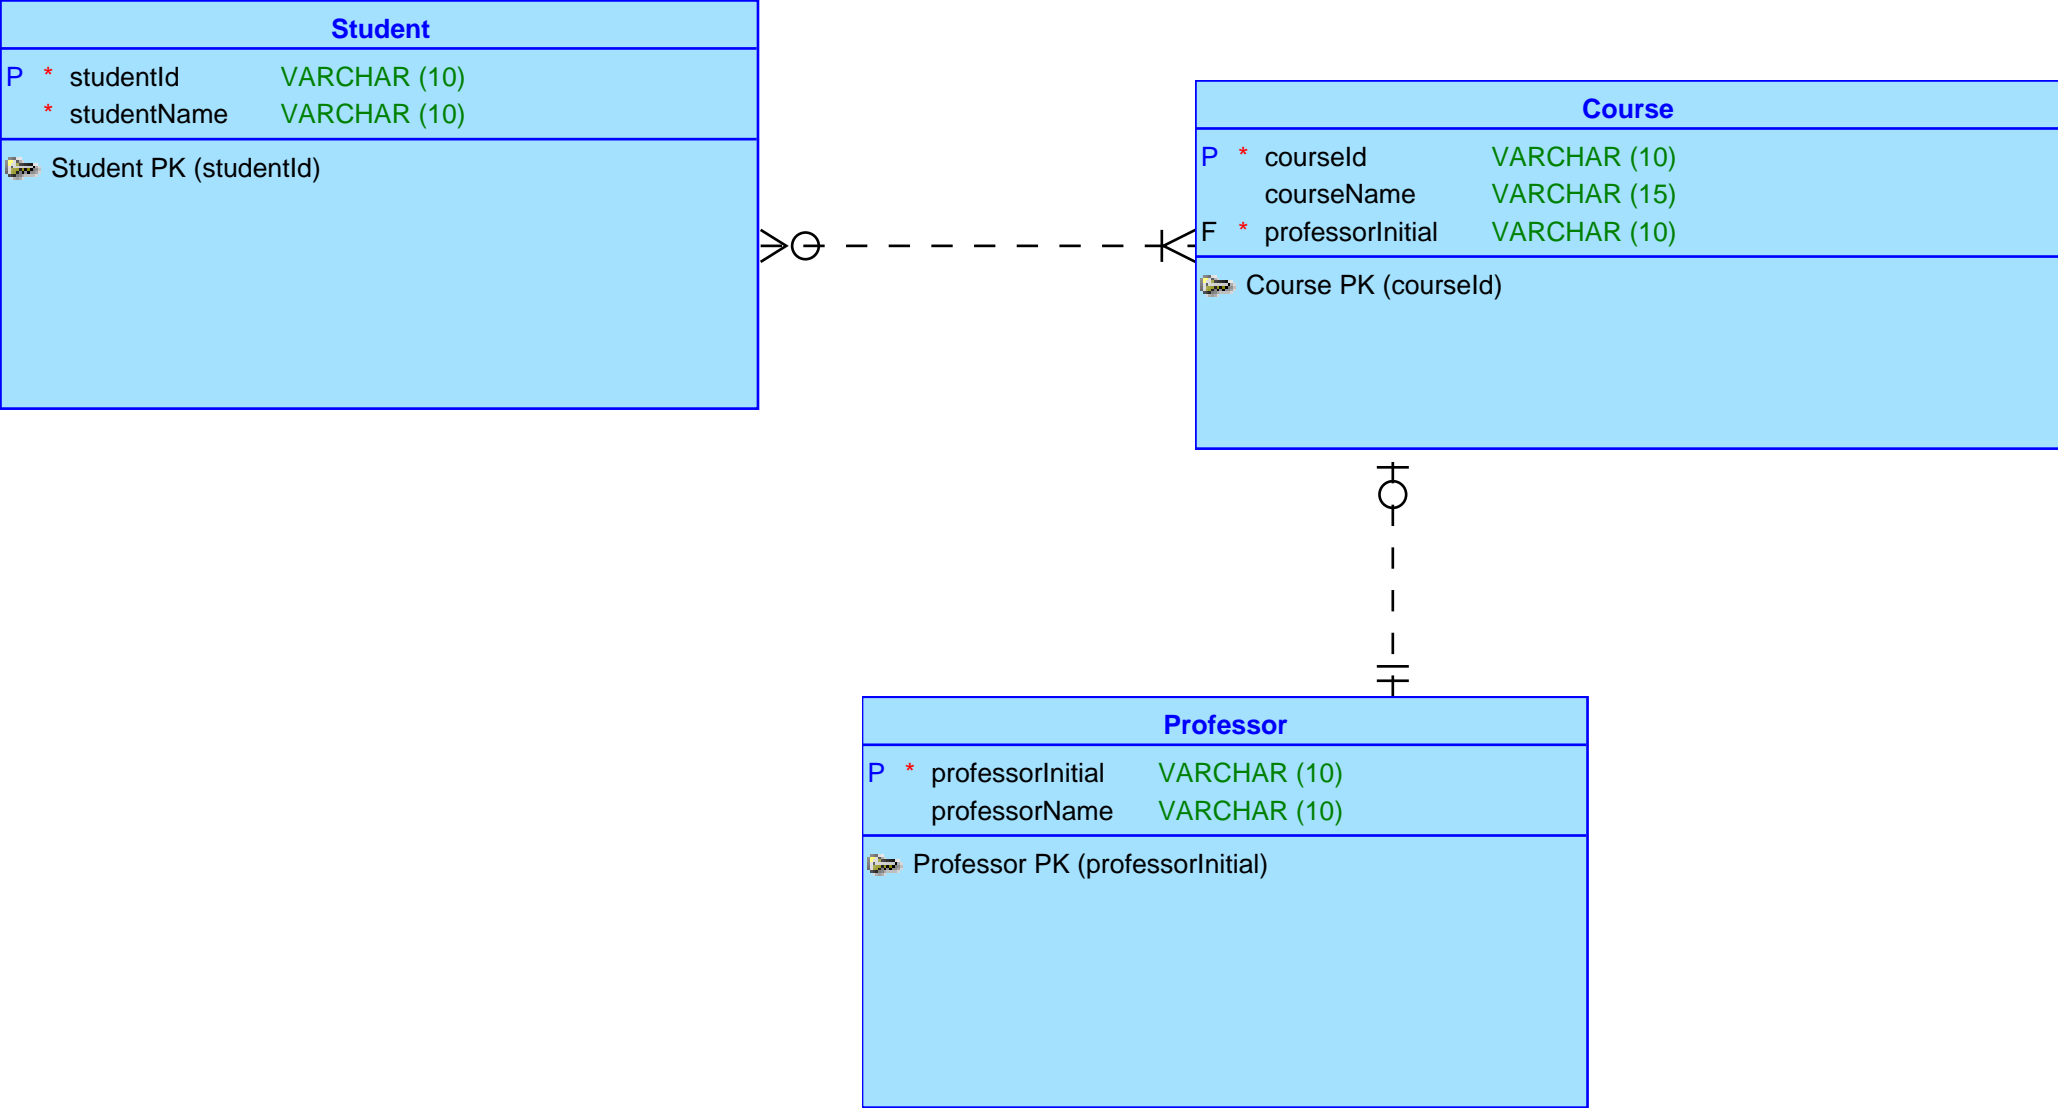 Student
P * studentId VARCHAR (10)
* studentName VARCHAR (10)
Student PK (studentId)
Course
P * courseId VARCHAR (10)
courseName VARCHAR (15)
F * professorInitial VARCHAR (10)
Course PK (courseId)
Professor
P * professorInitial VARCHAR (10)
professorName VARCHAR (10)
Professor PK (professorInitial)